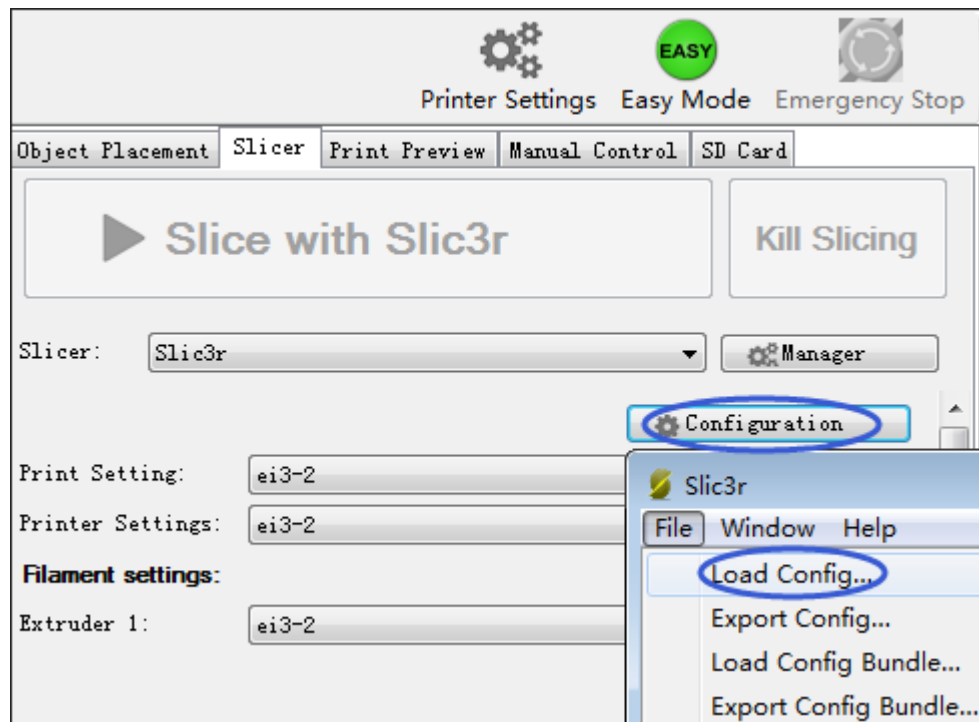 EASY
Printer Settings Easy Mode Emergency Stop
Object Placement Slicer Print Preview Manual Control SD Card
Slice with Slic3r Kill Slicing
Slicer: Slic3r Manager
Configuration
Print Setting: ei3-2
Printer Settings: ei3-2
Filament settings:
Extruder 1: ei3-2
Slic3r
File Window Help
Load Config...
Export Config...
Load Config Bundle...
Export Config Bundle...